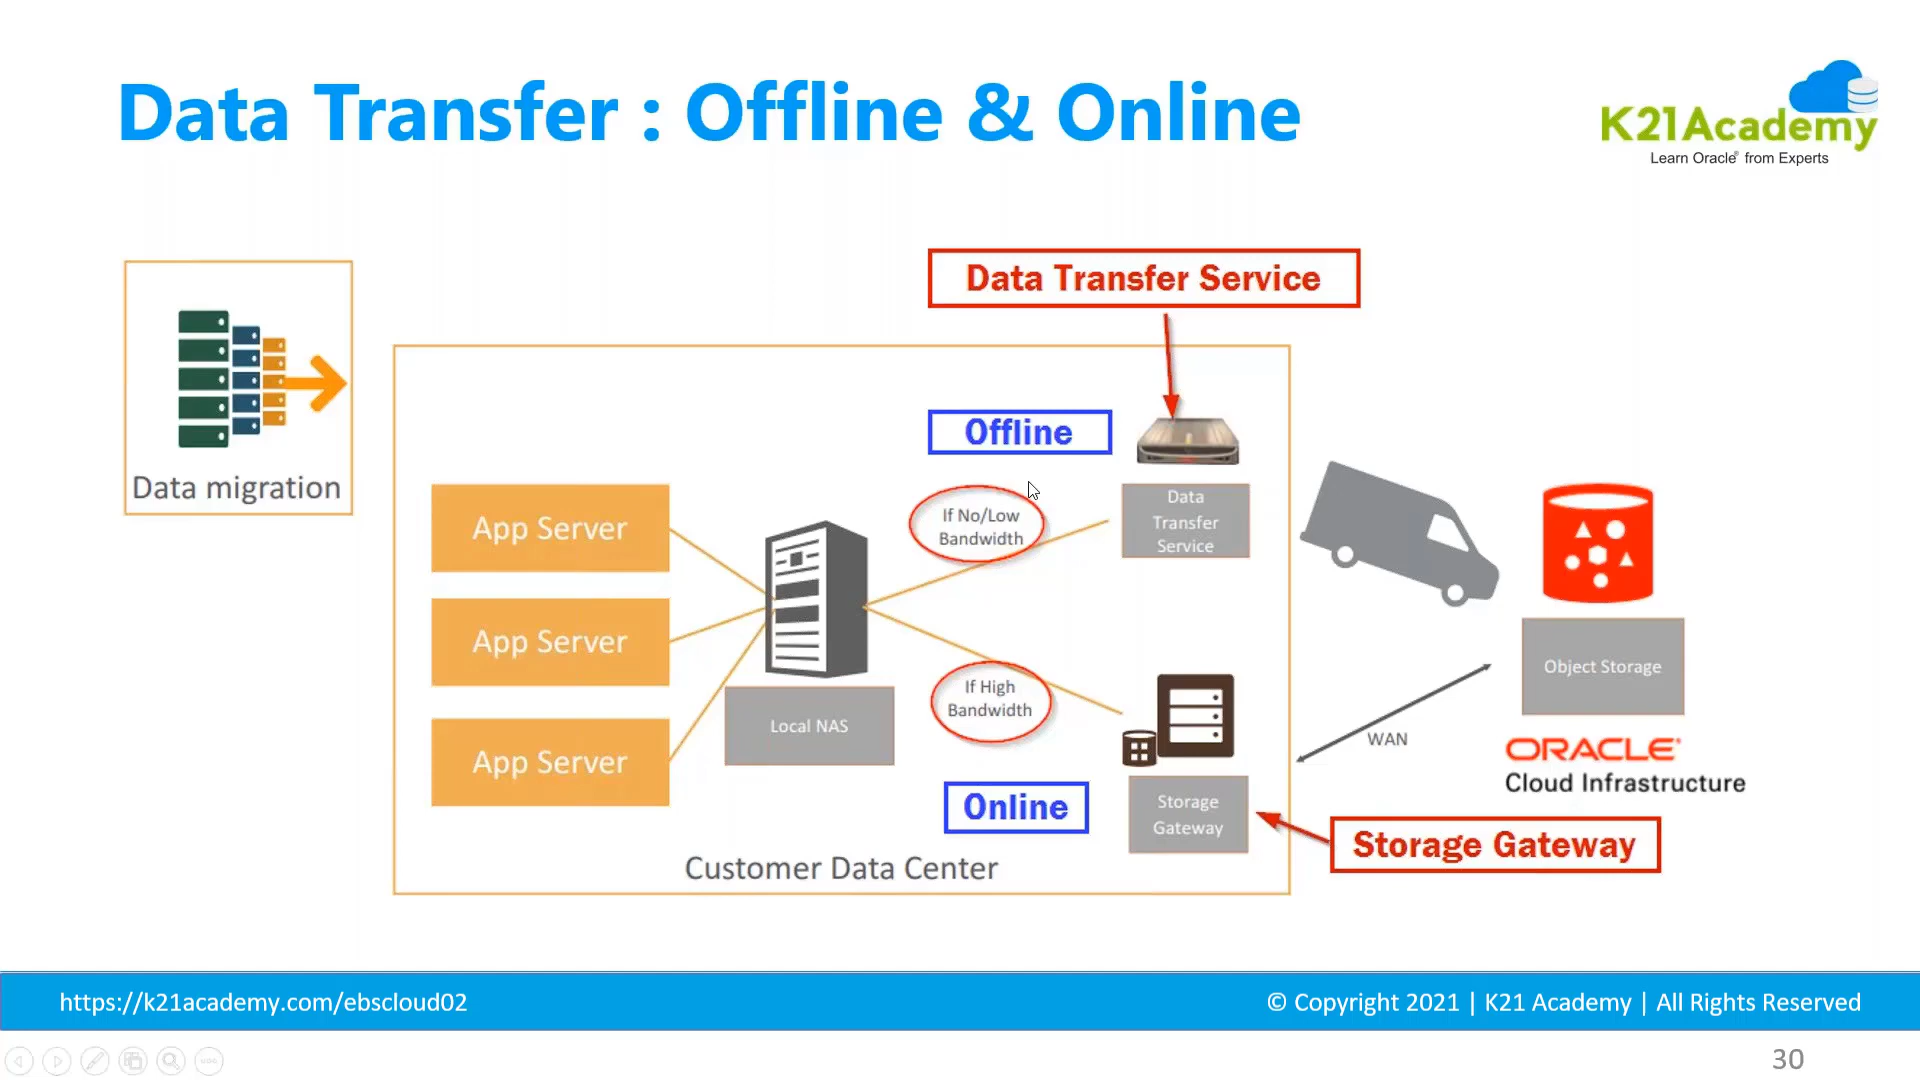 Data Transfer : Offline & Online
K21Academy
Learn Oracle® from Experts
Data migration
Data Transfer Service
Offline
If No/Low
Bandwidth
Data
Transfer
Service
App Server
App Server
App Server
Local NAS
If High
Bandwidth
Online
Storage
Gateway
Customer Data Center
WAN
Object Storage
ORACLE®
Cloud Infrastructure
Storage Gateway
https://k21academy.com/ebscloud02
© Copyright 2021 | K21 Academy | All Rights Reserved
30